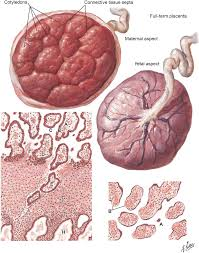 Cotyledons
Connective tissue septa
Full-term placenta
Maternal aspect
Fetal aspect
B
A